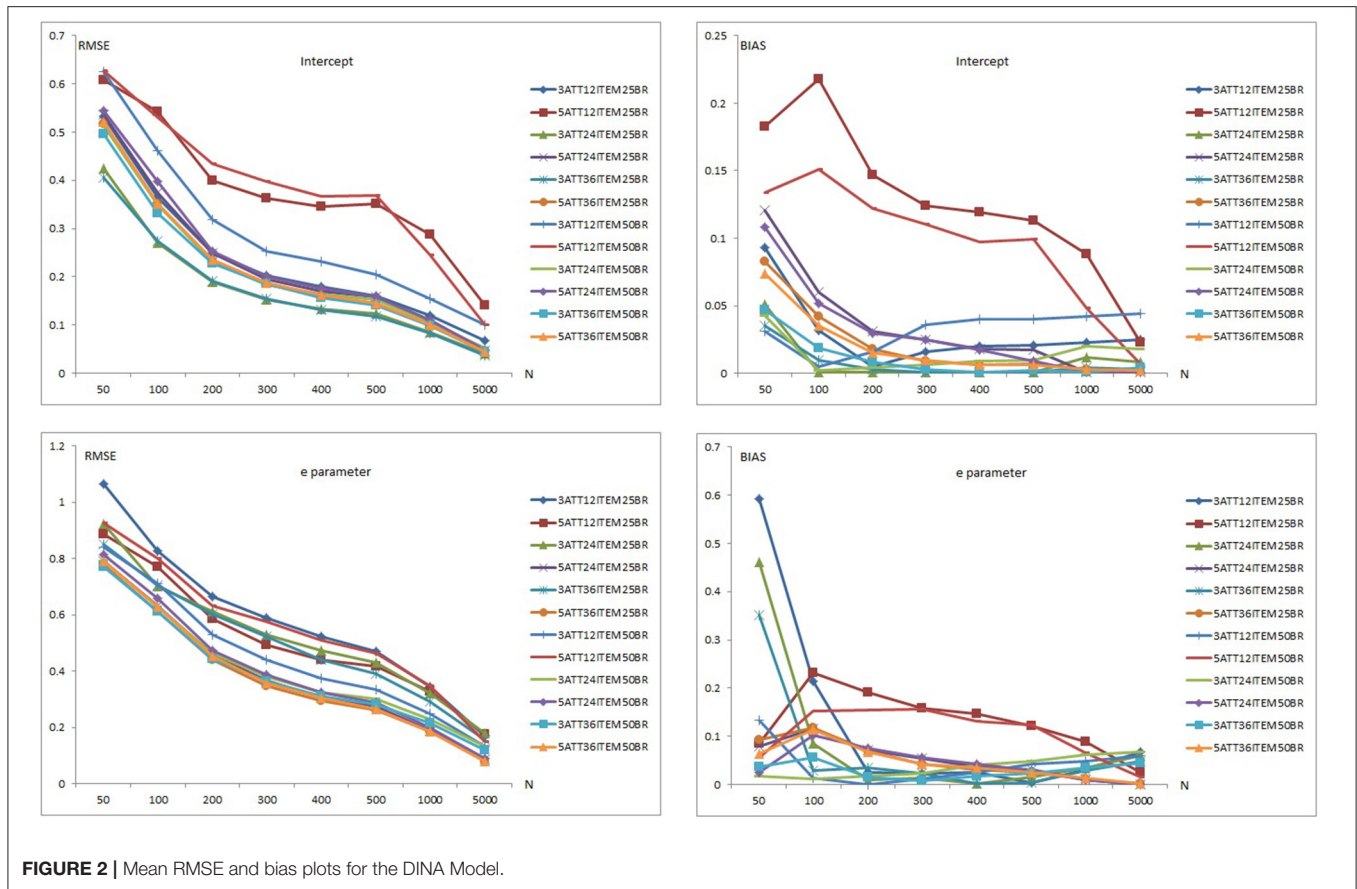 RMSE
Intercept
0.7
0.6
0.5
0.4
0.3
0.2
0.1
0
50 100 200 300 400 500 1000 5000
N
3ATT12ITEM25BR
5ATT12ITEM25BR
3ATT24ITEM25BR
5ATT24ITEM25BR
3ATT36ITEM25BR
5ATT36ITEM25BR
3ATT12ITEM50BR
5ATT12ITEM50BR
3ATT24ITEM50BR
5ATT24ITEM50BR
3ATT36ITEM50BR
5ATT36ITEM50BR
BIAS
Intercept
0.25
0.2
0.15
0.1
0.05
0
50 100 200 300 400 500 1000 5000
N
3ATT12ITEM25BR
5ATT12ITEM25BR
3ATT24ITEM25BR
5ATT24ITEM25BR
3ATT36ITEM25BR
5ATT36ITEM25BR
3ATT12ITEM50BR
5ATT12ITEM50BR
3ATT24ITEM50BR
5ATT24ITEM50BR
3ATT36ITEM50BR
5ATT36ITEM50BR
RMSE
e parameter
1.2
1
0.8
0.6
0.4
0.2
0
50 100 200 300 400 500 1000 5000
N
3ATT12ITEM25BR
5ATT12ITEM25BR
3ATT24ITEM25BR
5ATT24ITEM25BR
3ATT36ITEM25BR
5ATT36ITEM25BR
3ATT12ITEM50BR
5ATT12ITEM50BR
3ATT24ITEM50BR
5ATT24ITEM50BR
3ATT36ITEM50BR
5ATT36ITEM50BR
BIAS
e parameter
0.7
0.6
0.5
0.4
0.3
0.2
0.1
0
50 100 200 300 400 500 1000 5000
N
3ATT12ITEM25BR
5ATT12ITEM25BR
3ATT24ITEM25BR
5ATT24ITEM25BR
3ATT36ITEM25BR
5ATT36ITEM25BR
3ATT12ITEM50BR
5ATT12ITEM50BR
3ATT24ITEM50BR
5ATT24ITEM50BR
3ATT36ITEM50BR
5ATT36ITEM50BR
FIGURE 2 | Mean RMSE and bias plots for the DINA Model.